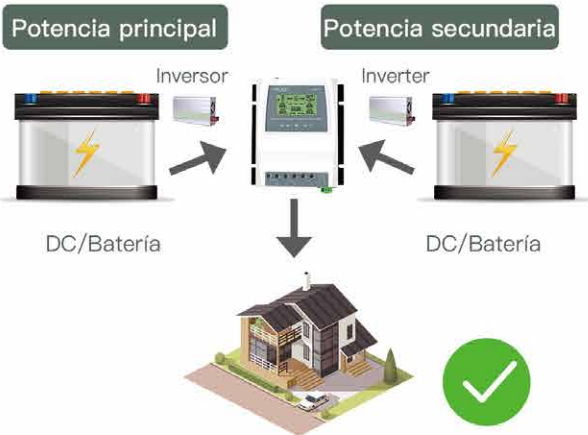 Potencia principal
Potencia secundaria
Inversor
Inverter
DC/Batería
DC/Batería